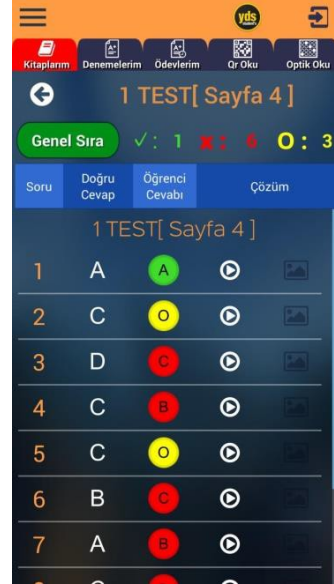 yds
Kitaplarım Denemelerim Ödevlerim Qr Oku Optik Oku
1 TEST[ Sayfa 4 ]
Genel Sıra ✓: 1 ×: 6 O: 3
Soru Doğru Cevap Öğrenci Cevabı Çözüm
1 TEST[ Sayfa 4 ]
1 A A
2 C O
3 D C
4 C B
5 C O
6 B C
7 A B